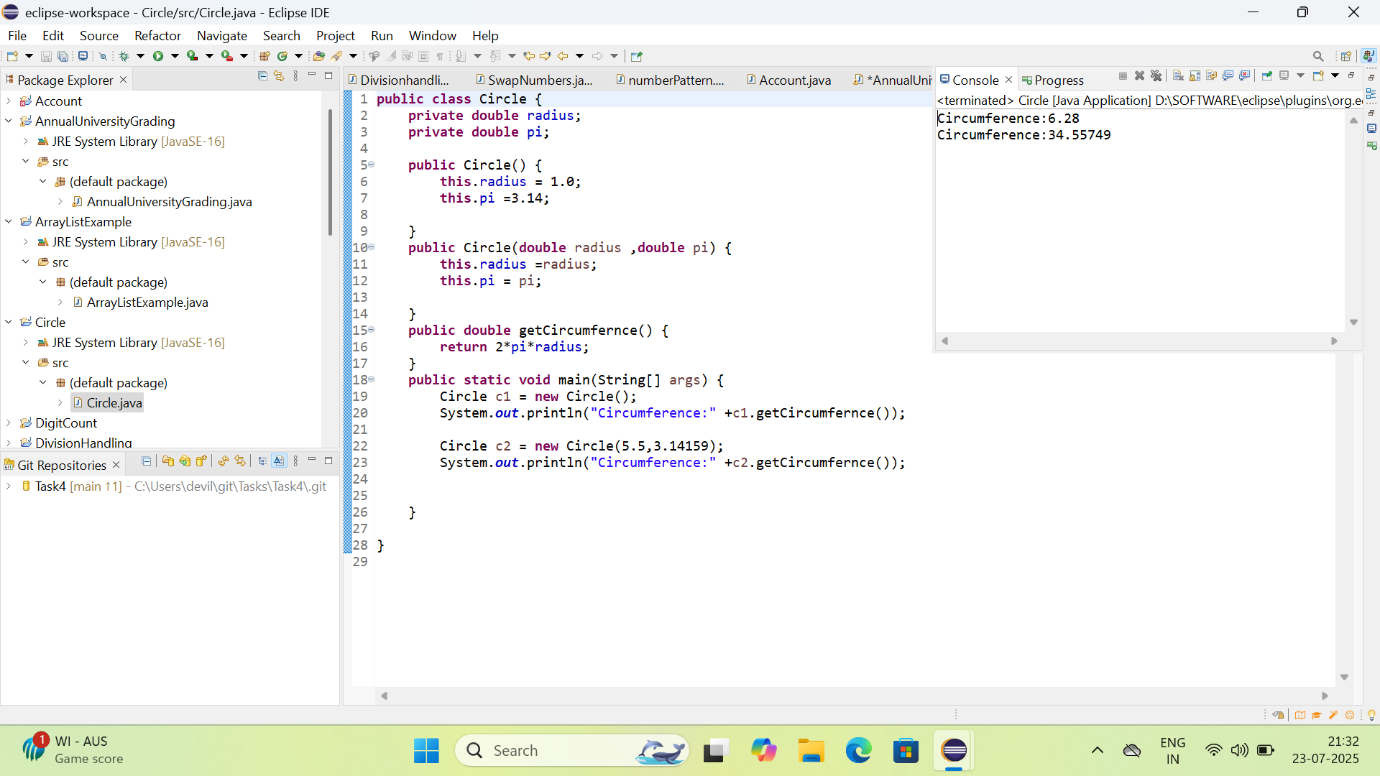 eclipse-workspace - Circle/src/Circle.java - Eclipse IDE
File Edit Source Refactor Navigate Search Project Run Window Help
Package Explorer
Account
AnnualUniversityGrading
JRE System Library [JavaSE-16]
src
(default package)
AnnualUniversityGrading.java
ArrayListExample
JRE System Library [JavaSE-16]
src
(default package)
ArrayListExample.java
Circle
JRE System Library [JavaSE-16]
src
(default package)
Circle.java
DigitCount
DivisionHandling
Git Repositories
Task4 [main ↑1] - C:\Users\devil\git\Tasks\Task4\.git
Divisionhandli... SwapNumbers.ja... numberPattern.... Account.java *AnnualUni
1 public class Circle {
2 private double radius;
3 private double pi;
4
5 public Circle() {
6 this.radius = 1.0;
7 this.pi =3.14;
8
9 }
10 public Circle(double radius ,double pi) {
11 this.radius =radius;
12 this.pi = pi;
13
14 }
15 public double getCircumfernce() {
16 return 2*pi*radius;
17 }
18 public static void main(String[] args) {
19 Circle c1 = new Circle();
20 System.out.println("Circumference:" +c1.getCircumfernce());
21
22 Circle c2 = new Circle(5.5,3.14159);
23 System.out.println("Circumference:" +c2.getCircumfernce());
24
25
26 }
27
28 }
29
Console Progress
<terminated> Circle [Java Application] D:\SOFTWARE\eclipse\plugins\org.e
Circumference:6.28
Circumference:34.55749
1
WI - AUS
Game score
Search
ENG
IN
21:32
23-07-2025